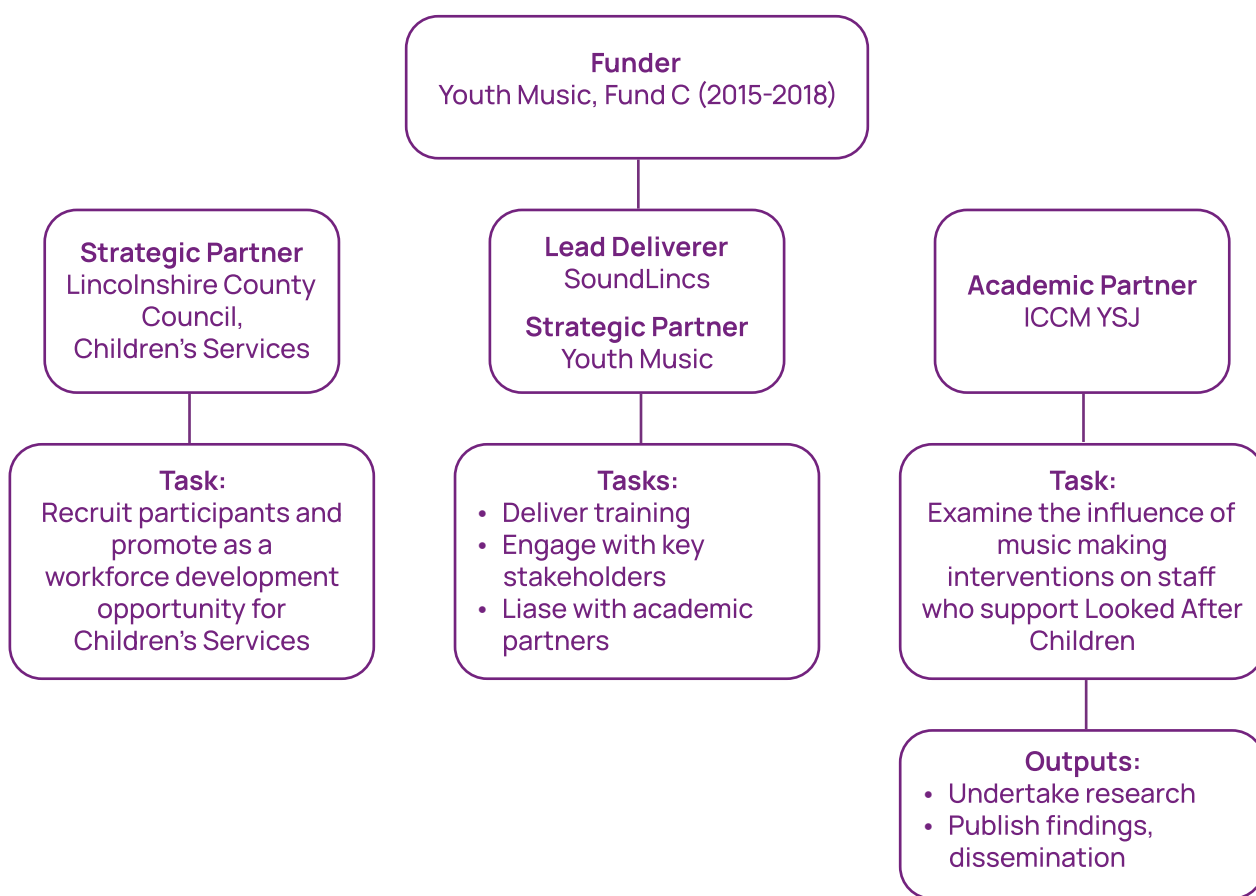 Funder
Youth Music, Fund C (2015-2018)
Strategic Partner
Lincolnshire County
Council,
Children’s Services
Lead Deliverer
SoundLincs
Strategic Partner
Youth Music
Academic Partner
ICCM YSJ
Task:
Recruit participants and
promote as a
workforce development
opportunity for
Children’s Services
Tasks:
• Deliver training
• Engage with key
stakeholders
• Liase with academic
partners
Task:
Examine the influence of
music making
interventions on staff
who support Looked After
Children
Outputs:
• Undertake research
• Publish findings,
dissemination